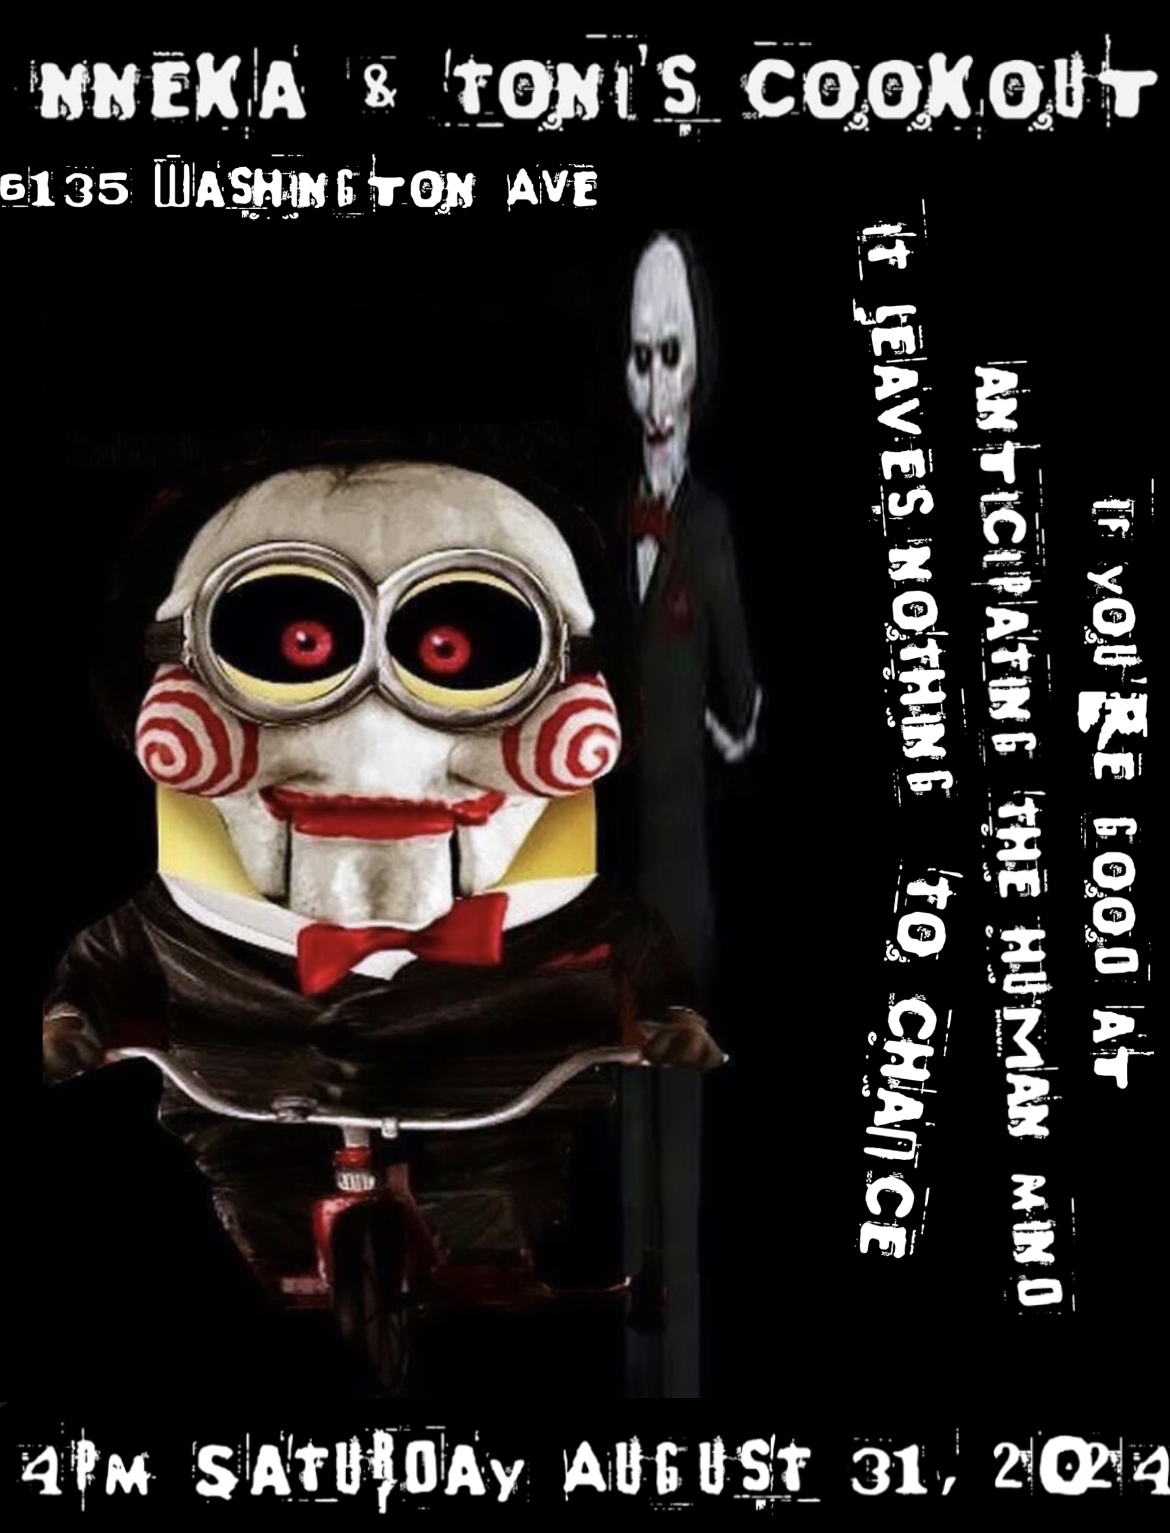 NNEKA & TONI'S COOKOUT
6135 WASHINGTON AVE
IF YOU'RE GOOD AT
ANTICIPATING THE HUMAN MIND
IT LEAVES NOTHING TO CHANCE
4PM SATURDAY AUGUST 31, 2024